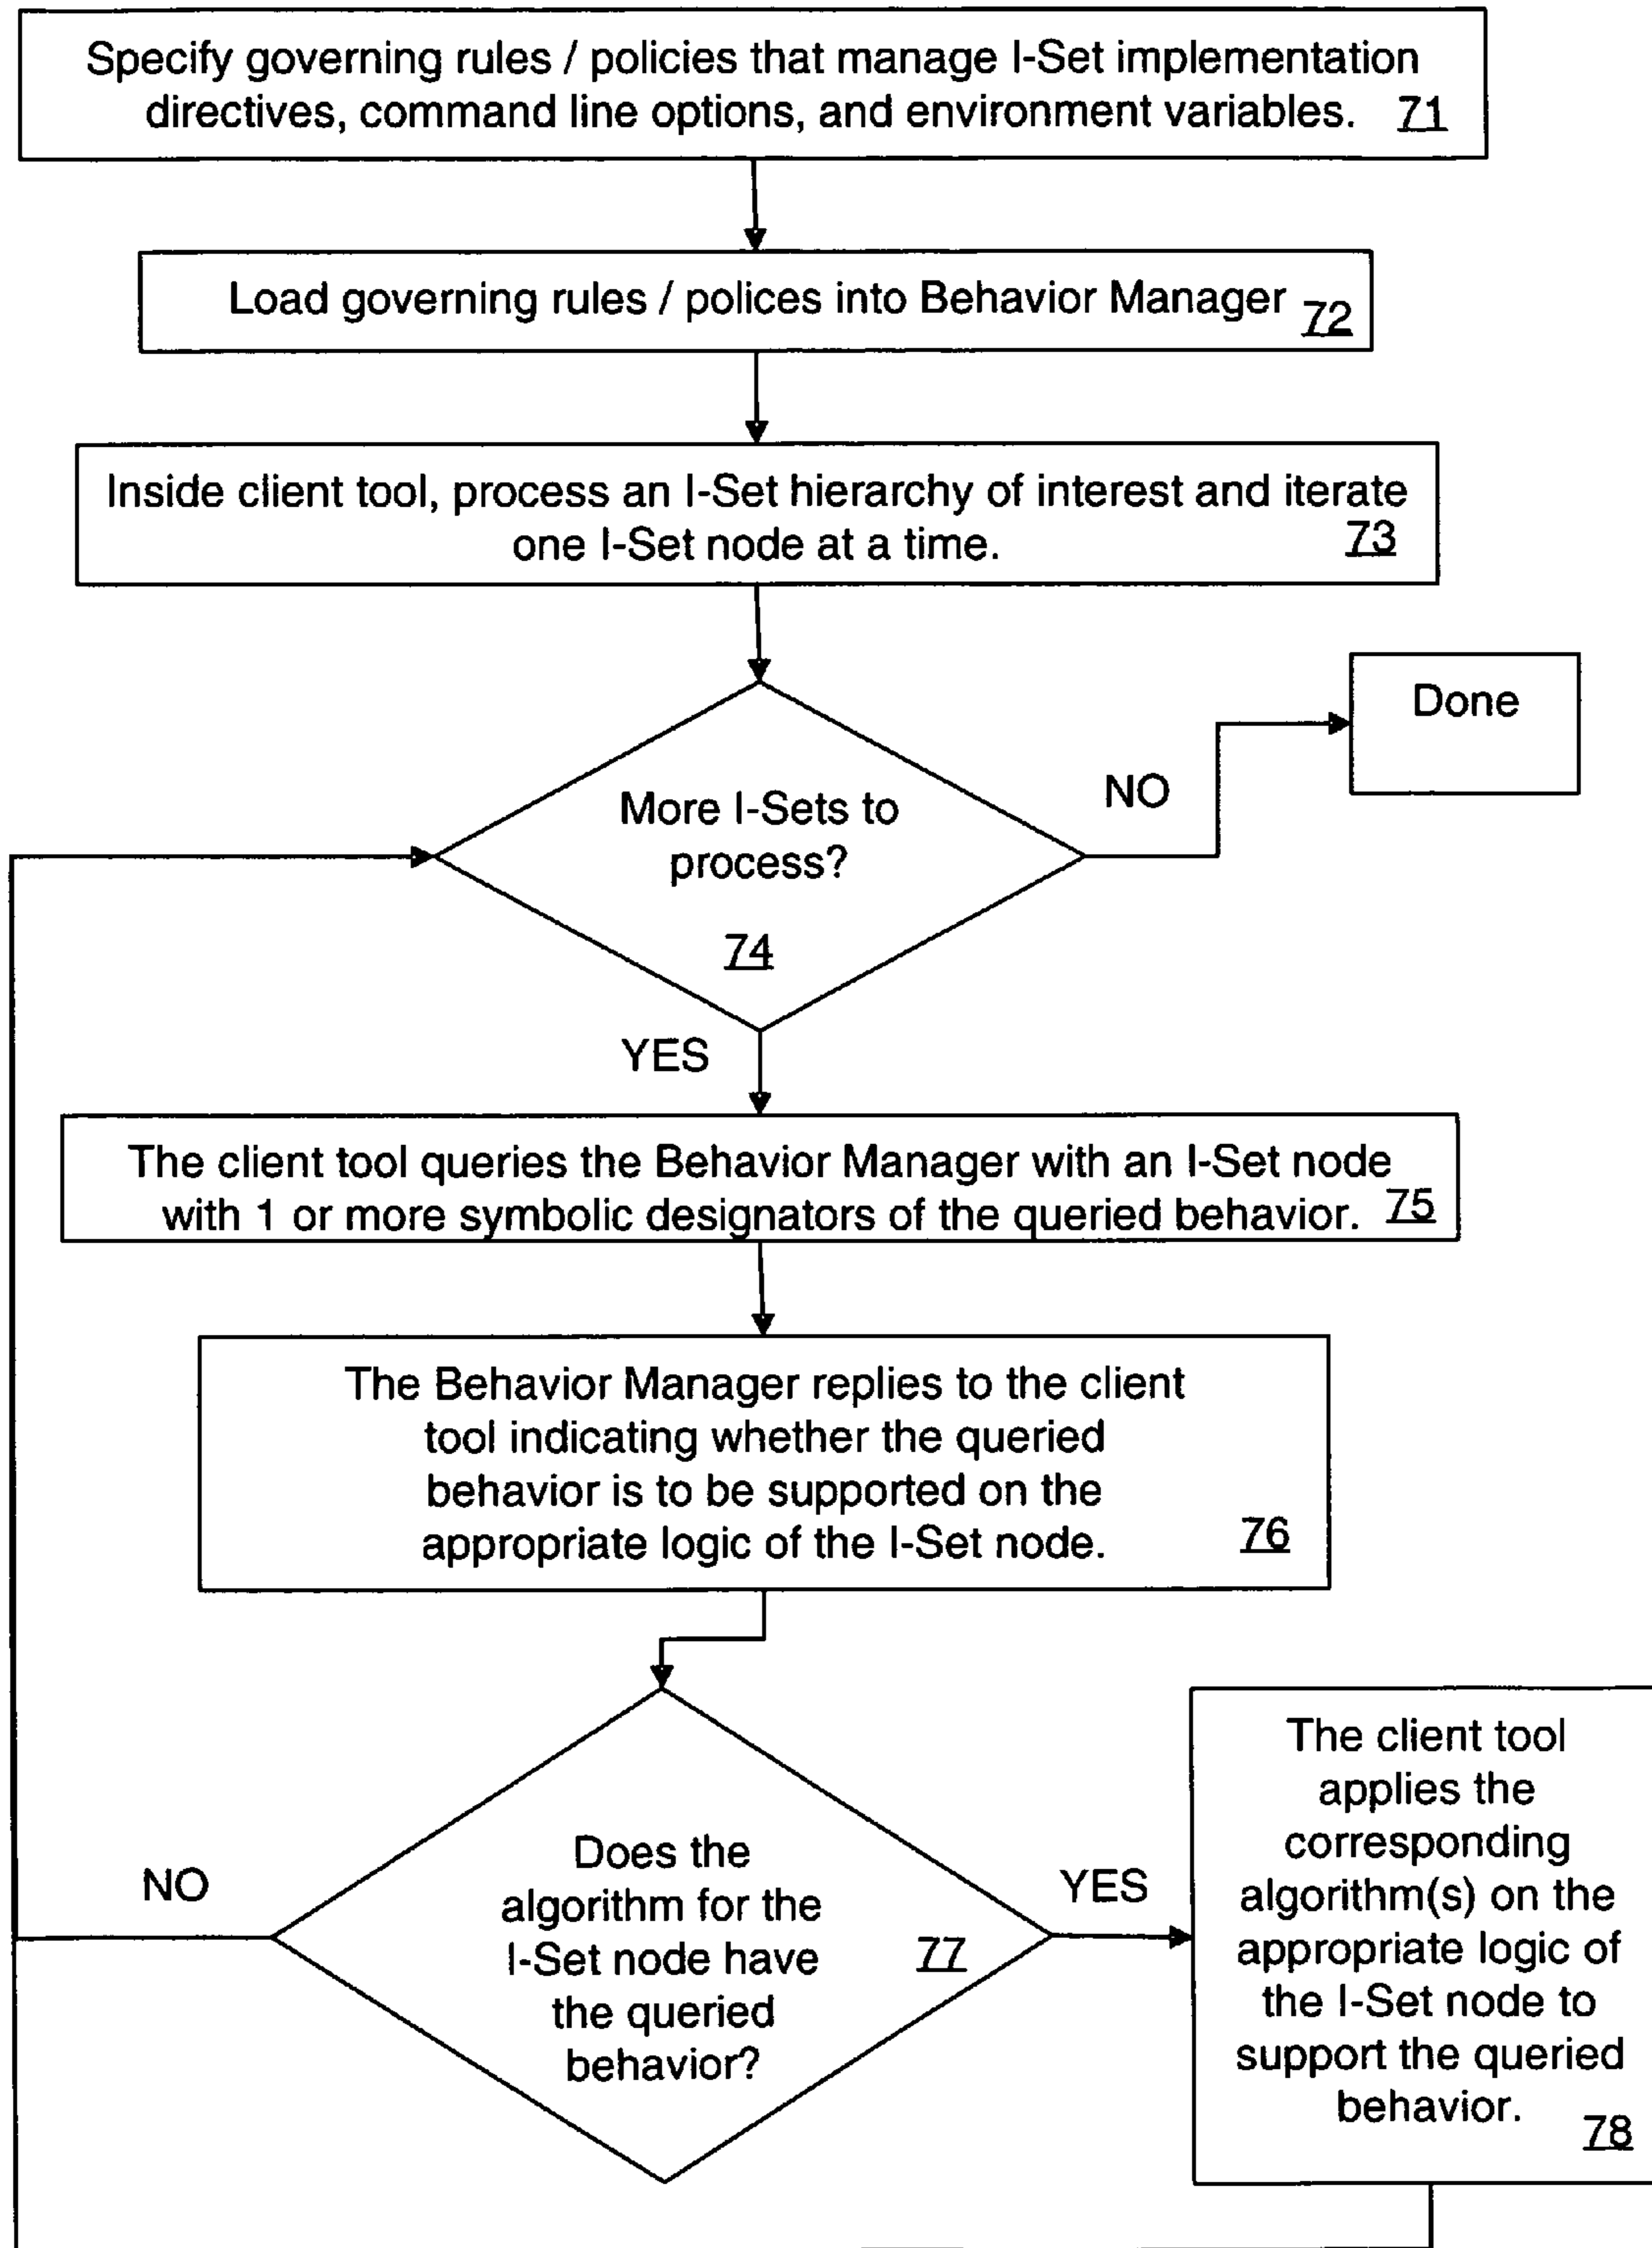 Specify governing rules / policies that manage I-Set implementation
directives, command line options, and environment variables. 71
Load governing rules / polices into Behavior Manager 72
Inside client tool, process an I-Set hierarchy of interest and iterate
one I-Set node at a time. 73
Done
NO
More I-Sets to
process?
74
YES
The client tool queries the Behavior Manager with an I-Set node
with 1 or more symbolic designators of the queried behavior. 75
The Behavior Manager replies to the client
tool indicating whether the queried
behavior is to be supported on the
appropriate logic of the I-Set node. 76
NO
Does the
algorithm for the
I-Set node have
the queried
behavior?
77
YES
The client tool
applies the
corresponding
algorithm(s) on the
appropriate logic of
the I-Set node to
support the queried
behavior.
78